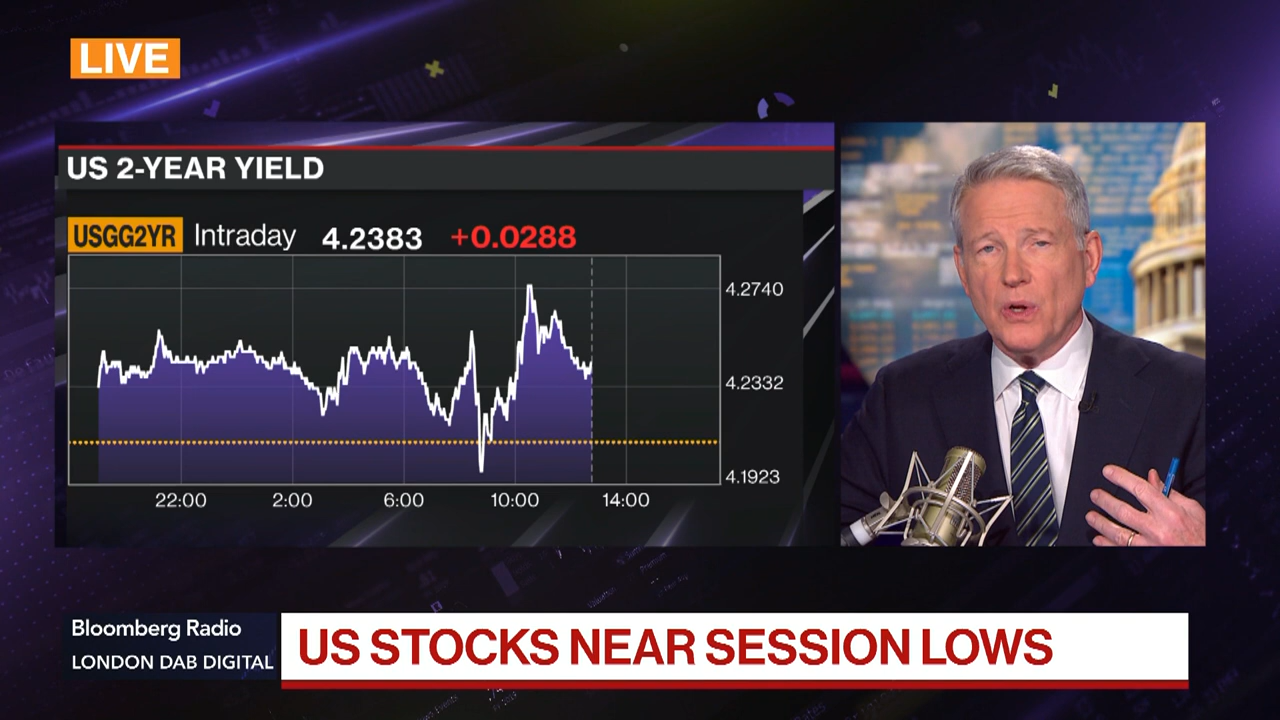 LIVE
US 2-YEAR YIELD
USGG2YR Intraday 4.2383 +0.0288
4.2740
4.2332
4.1923
22:00 2:00 6:00 10:00 14:00
Bloomberg Radio
LONDON DAB DIGITAL
US STOCKS NEAR SESSION LOWS